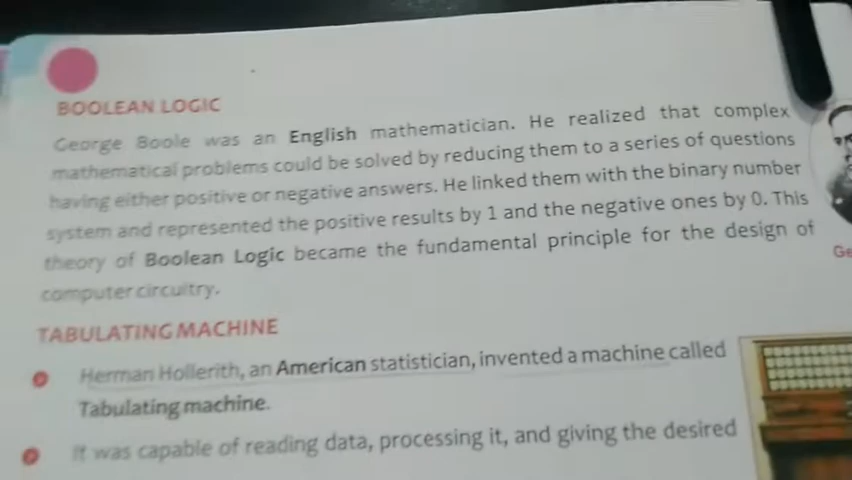 BOOLEAN LOGIC
George Boole was an English mathematician. He realized that complex
mathematical problems could be solved by reducing them to a series of questions
having either positive or negative answers. He linked them with the binary number
system and represented the positive results by 1 and the negative ones by 0. This
theory of Boolean Logic became the fundamental principle for the design of
computer circuitry.
TABULATING MACHINE
Herman Hollerith, an American statistician, invented a machine called
Tabulating machine.
It was capable of reading data, processing it, and giving the desired